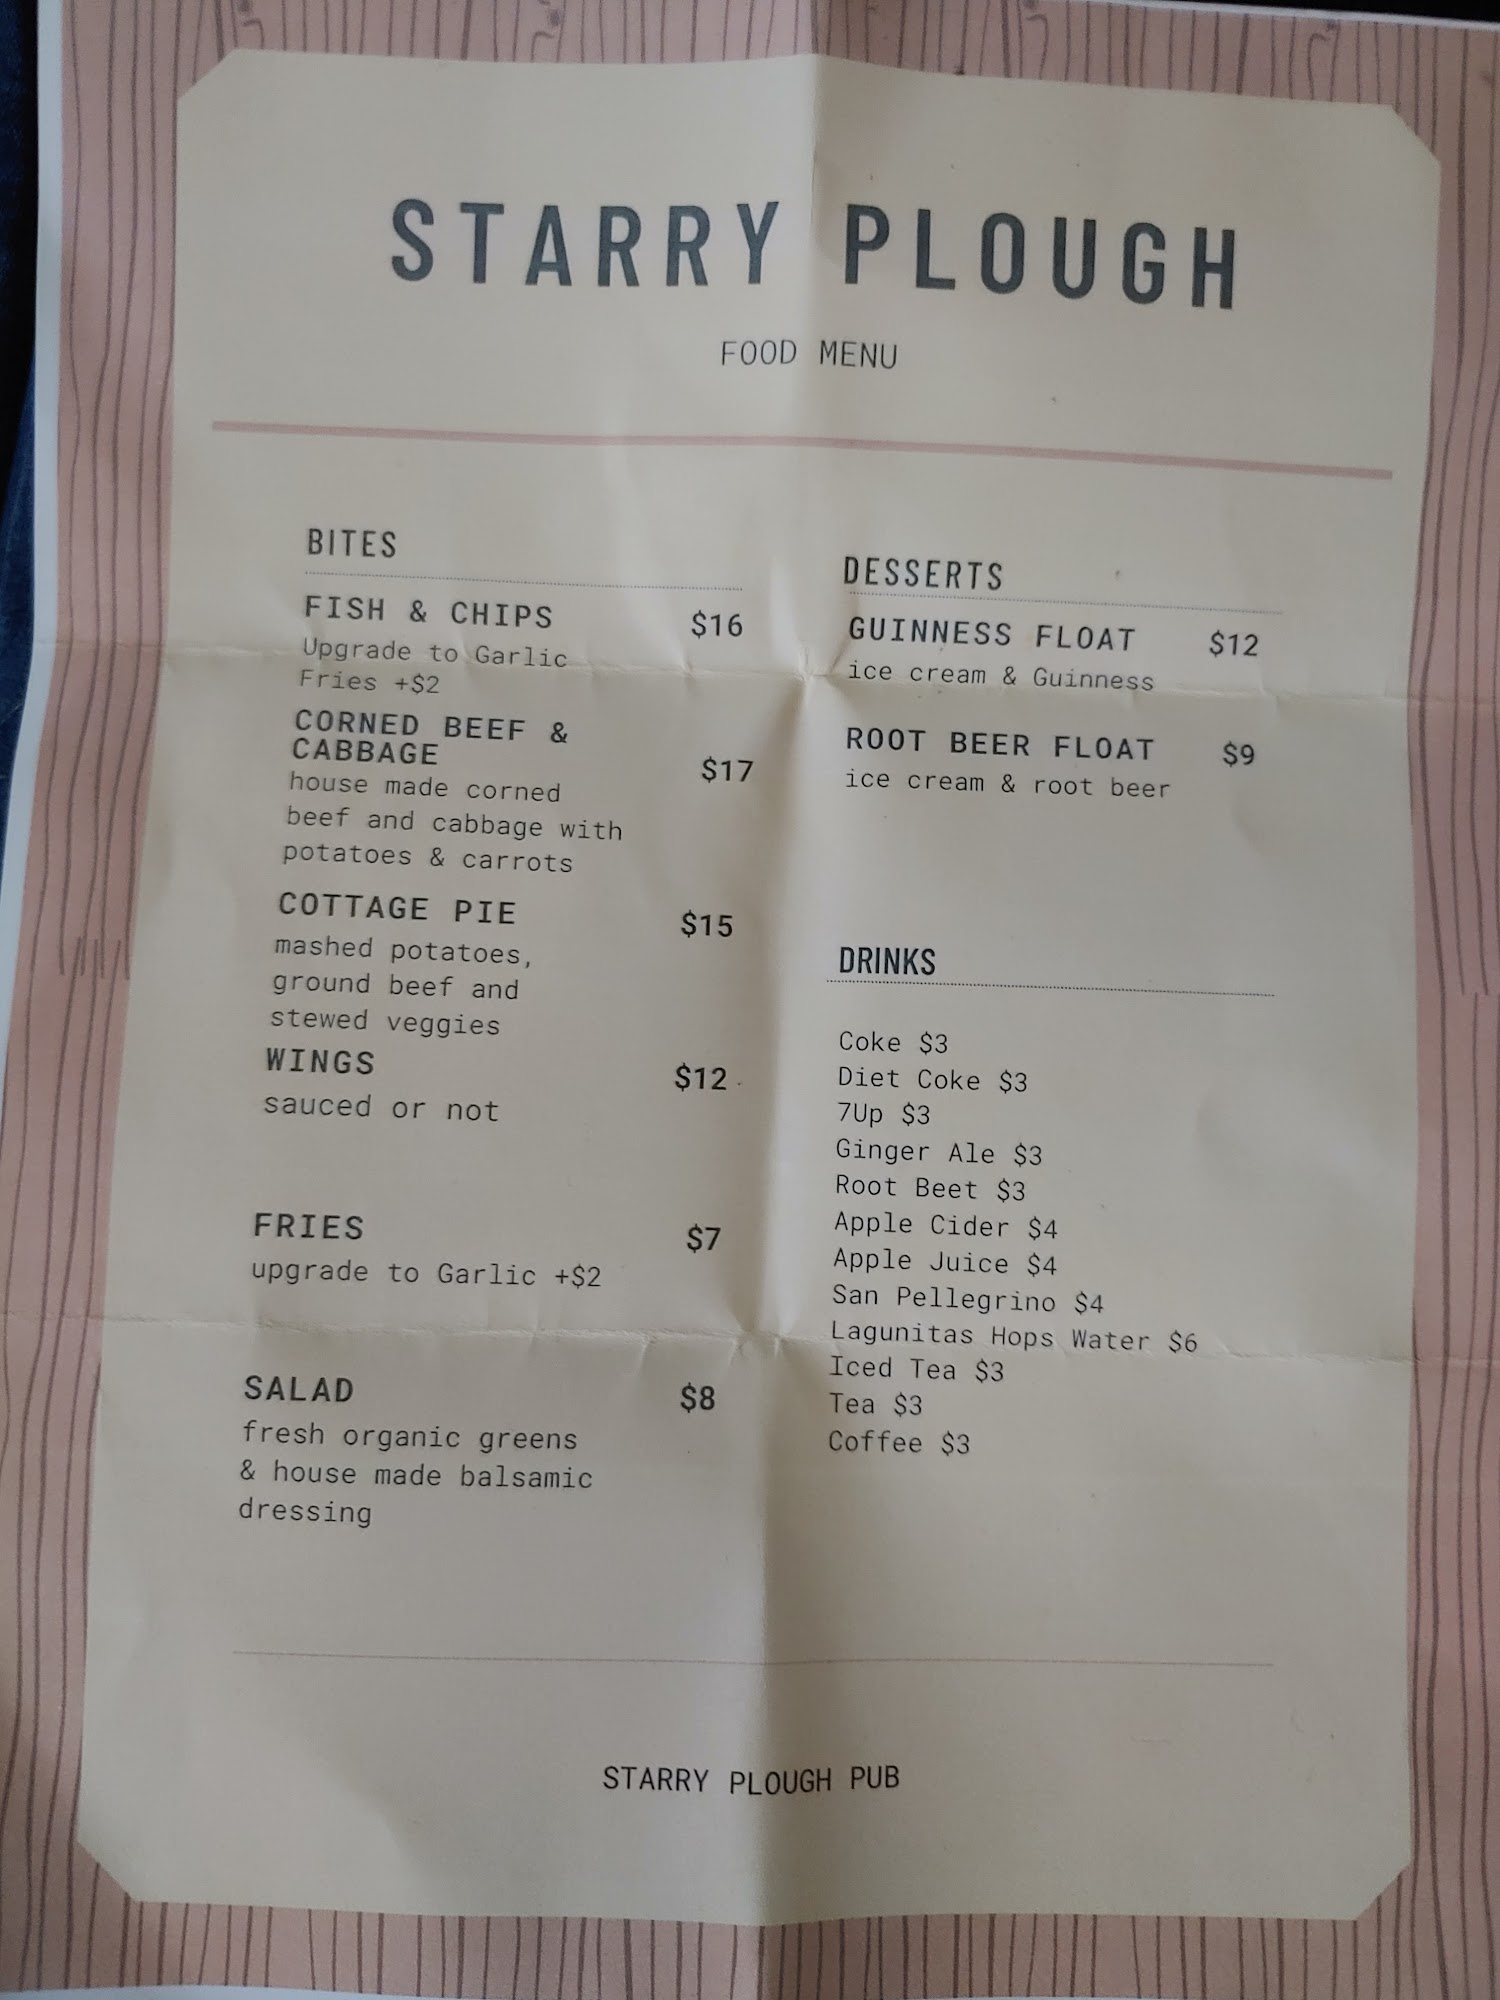 STARRY PLOUGH
FOOD MENU
BITES
FISH & CHIPS $16
Upgrade to Garlic
Fries +$2
CORNED BEEF &
CABBAGE $17
house made corned
beef and cabbage with
potatoes & carrots
COTTAGE PIE $15
mashed potatoes,
ground beef and
stewed veggies
WINGS $12
sauced or not
FRIES $7
upgrade to Garlic +$2
SALAD $8
fresh organic greens
& house made balsamic
dressing
DESSERTS
GUINNESS FLOAT $12
ice cream & Guinness
ROOT BEER FLOAT $9
ice cream & root beer
DRINKS
Coke $3
Diet Coke $3
7Up $3
Ginger Ale $3
Root Beet $3
Apple Cider $4
Apple Juice $4
San Pellegrino $4
Lagunitas Hops Water $6
Iced Tea $3
Tea $3
Coffee $3
STARRY PLOUGH PUB